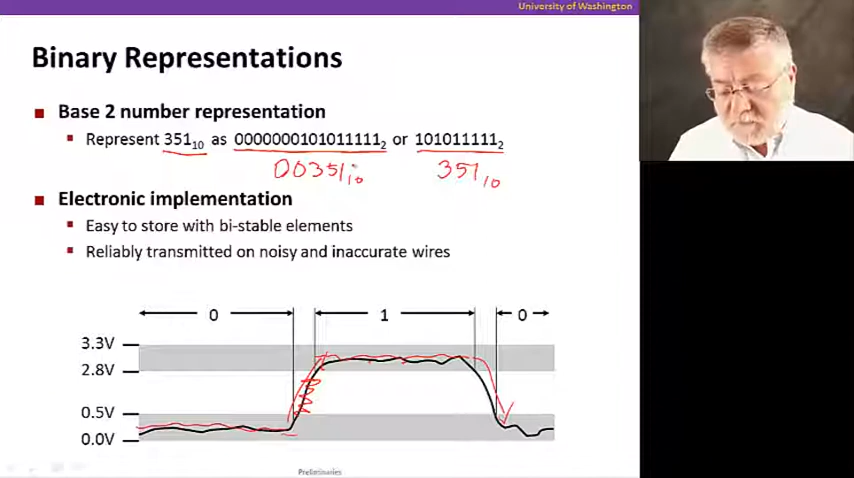 University of Washington
Binary Representations
Base 2 number representation
Represent 351₁₀ as 0000000101011111₂ or 101011111₂
00351₁₀ 351₁₀
Electronic implementation
Easy to store with bi-stable elements
Reliably transmitted on noisy and inaccurate wires
0 1 0
3.3V
2.8V
0.5V
0.0V
Preliminaries